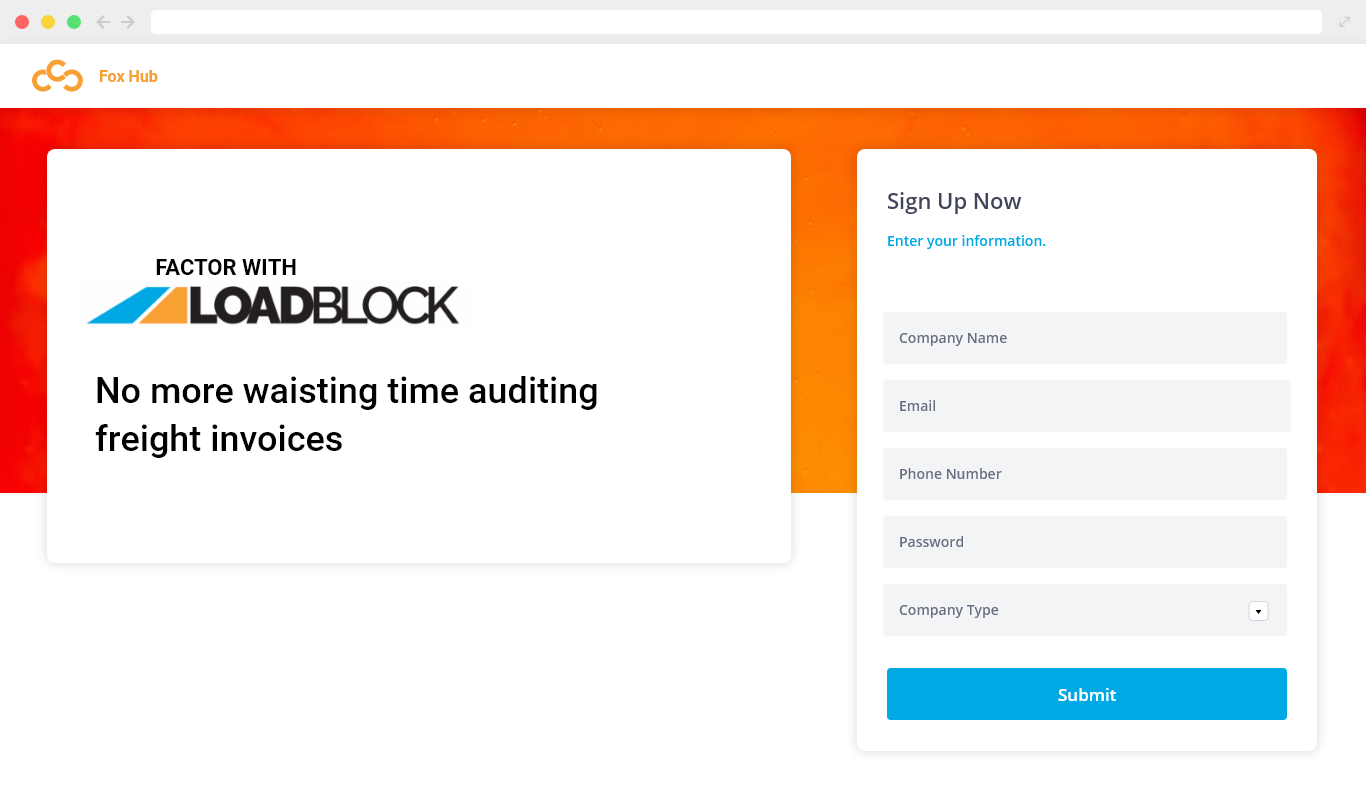 Fox Hub
FACTOR WITH
LOADBLOCK
No more waisting time auditing
freight invoices
Sign Up Now
Enter your information.
Company Name
Email
Phone Number
Password
Company Type
Submit